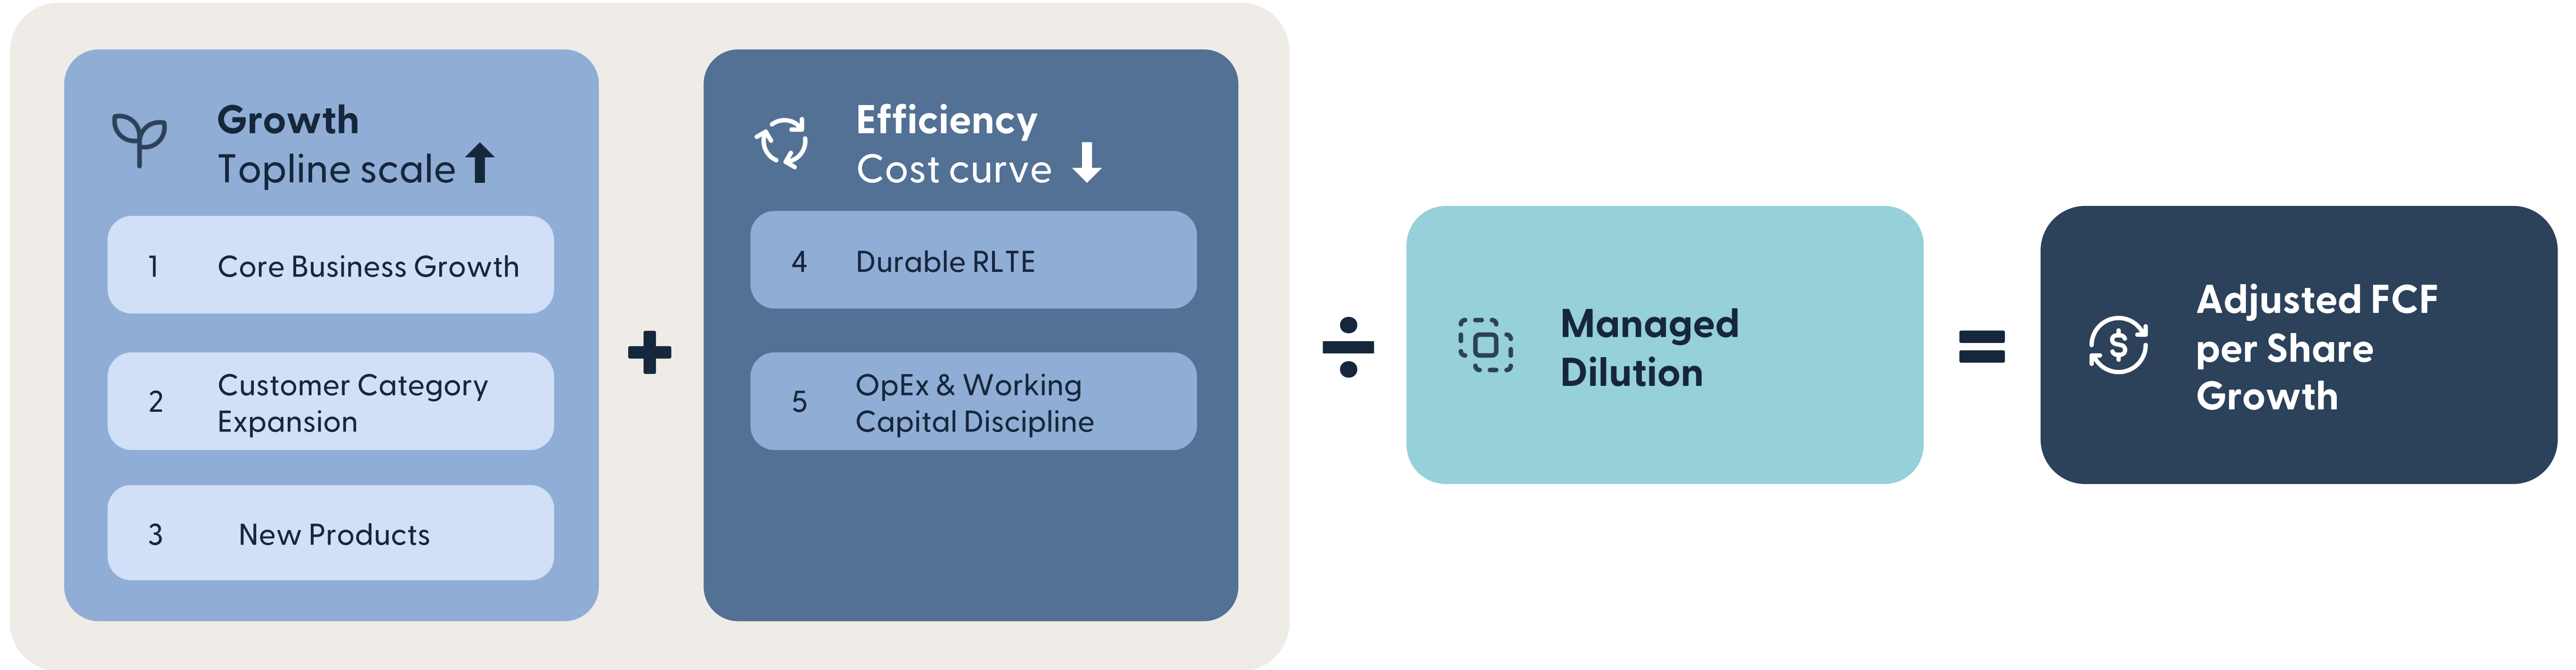 Growth
Topline scale
1 Core Business Growth
2 Customer Category
Expansion
3 New Products
+
Efficiency
Cost curve
4 Durable RLTE
5 OpEx & Working
Capital Discipline
÷
Managed
Dilution
=
$
Adjusted FCF
per Share
Growth